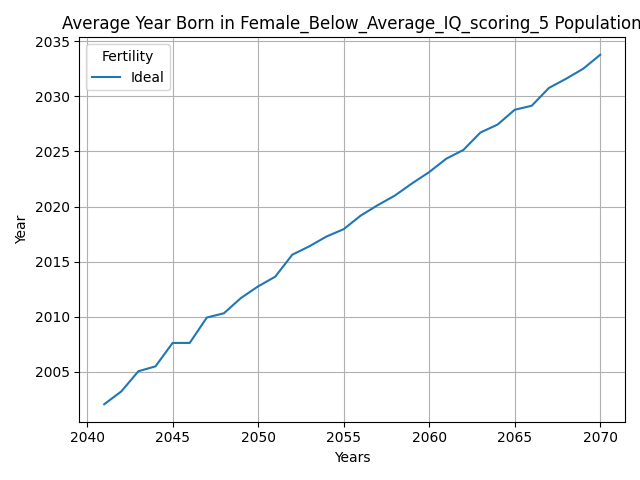 Average Year Born in Female_Below_Average_IQ_scoring_5 Population
Fertility
Ideal
Year
2035
2030
2025
2020
2015
2010
2005
2040 2045 2050 2055 2060 2065 2070
Years